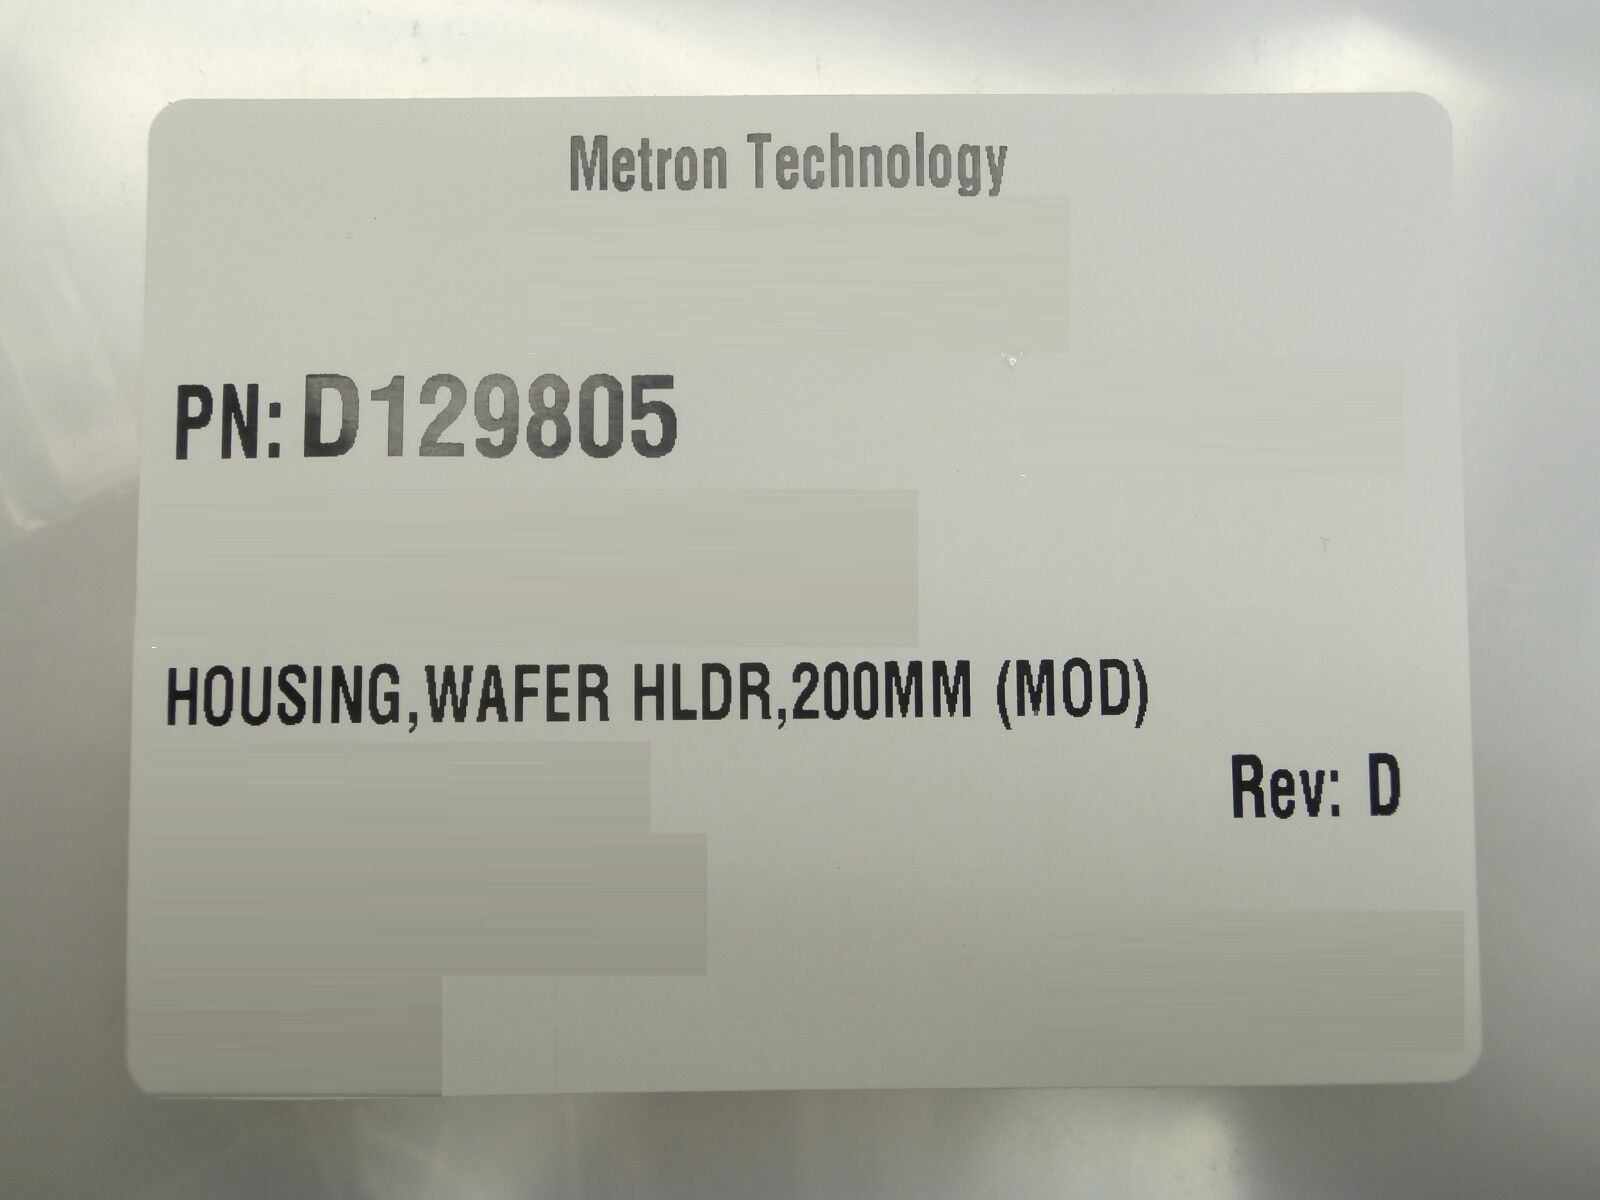 Metron Technology
PN: D129805
HOUSING,WAFER HLDR,200MM (MOD)
Rev: D